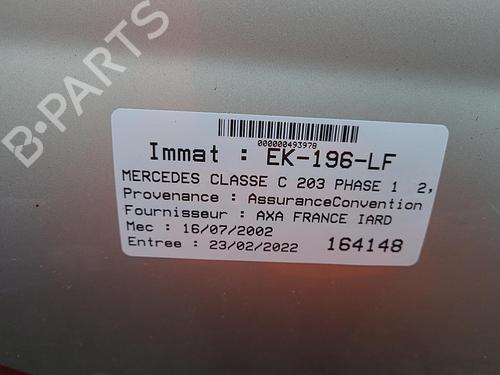 B-PARTS
000000493978
Immat : EK-196-LF
MERCEDES CLASSE C 203 PHASE 1 2,
Provenance : AssuranceConvention
Fournisseur : AXA FRANCE IARD
Mec : 16/07/2002
Entree : 23/02/2022 164148